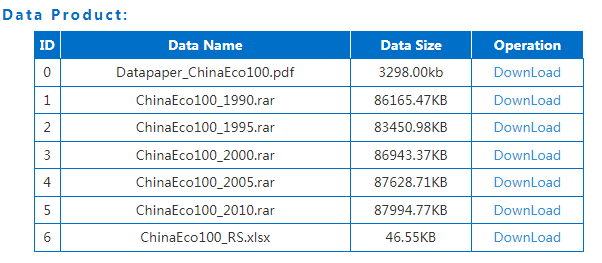 Data Product:
ID Data Name Data Size Operation
0 Datapaper_ChinaEco100.pdf 3298.00kb DownLoad
1 ChinaEco100_1990.rar 86165.47KB DownLoad
2 ChinaEco100_1995.rar 83450.98KB DownLoad
3 ChinaEco100_2000.rar 86943.37KB DownLoad
4 ChinaEco100_2005.rar 87628.71KB DownLoad
5 ChinaEco100_2010.rar 87994.77KB DownLoad
6 ChinaEco100_RS.xlsx 46.55KB DownLoad